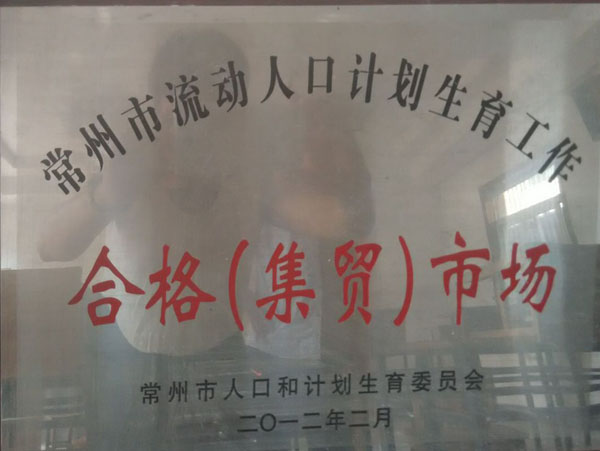 常州市流动人口计划生育工作
合格(集贸)市场
常州市人口和计划生育委员会
二〇一二年二月